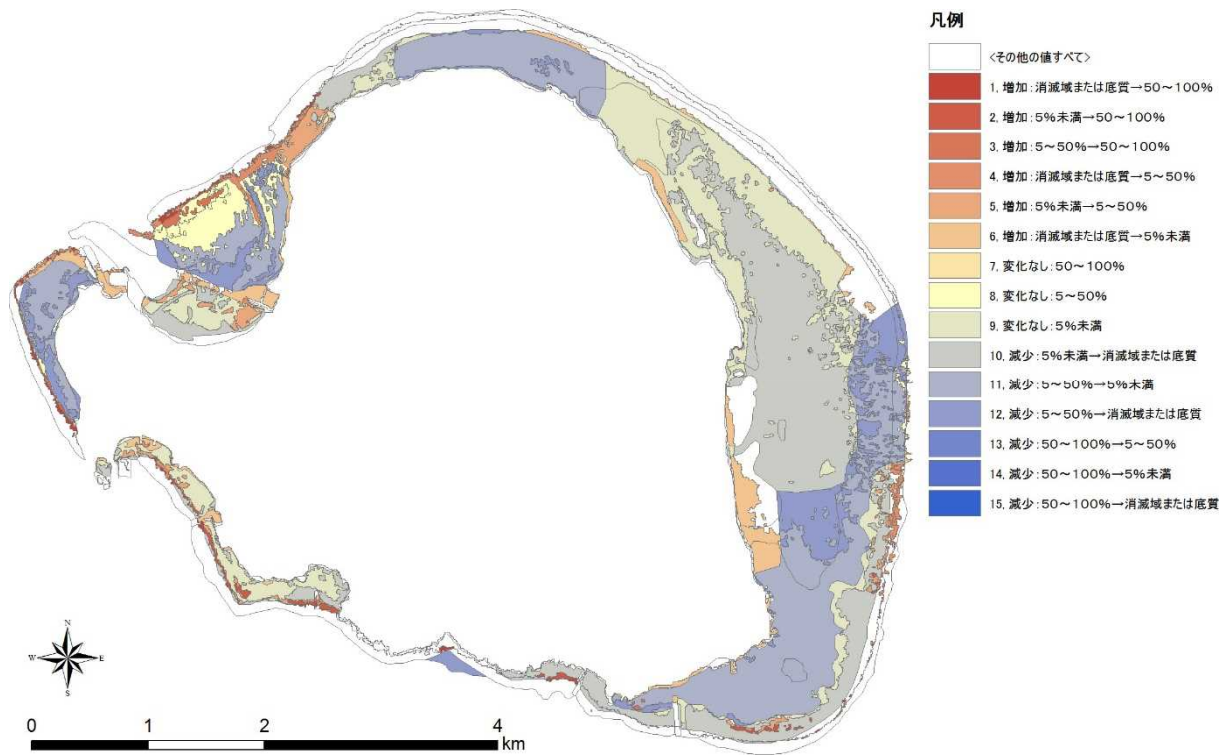 凡例
<その他の値すべて>
1, 増加：消滅域または底質→50～100%
2, 増加：5%未満→50～100%
3, 増加：5～50%→50～100%
4, 増加：消滅域または底質→5～50%
5, 増加：5%未満→5～50%
6, 増加：消滅域または底質→5%未満
7, 変化なし：50～100%
8, 変化なし：5～50%
9, 変化なし：5%未満
10, 減少：5%未満→消滅域または底質
11, 減少：5～50%→5%未満
12, 減少：5～50%→消滅域または底質
13, 減少：50～100%→5～50%
14, 減少：50～100%→5%未満
15, 減少：50～100%→消滅域または底質
N
W E
S
0 1 2 4
km